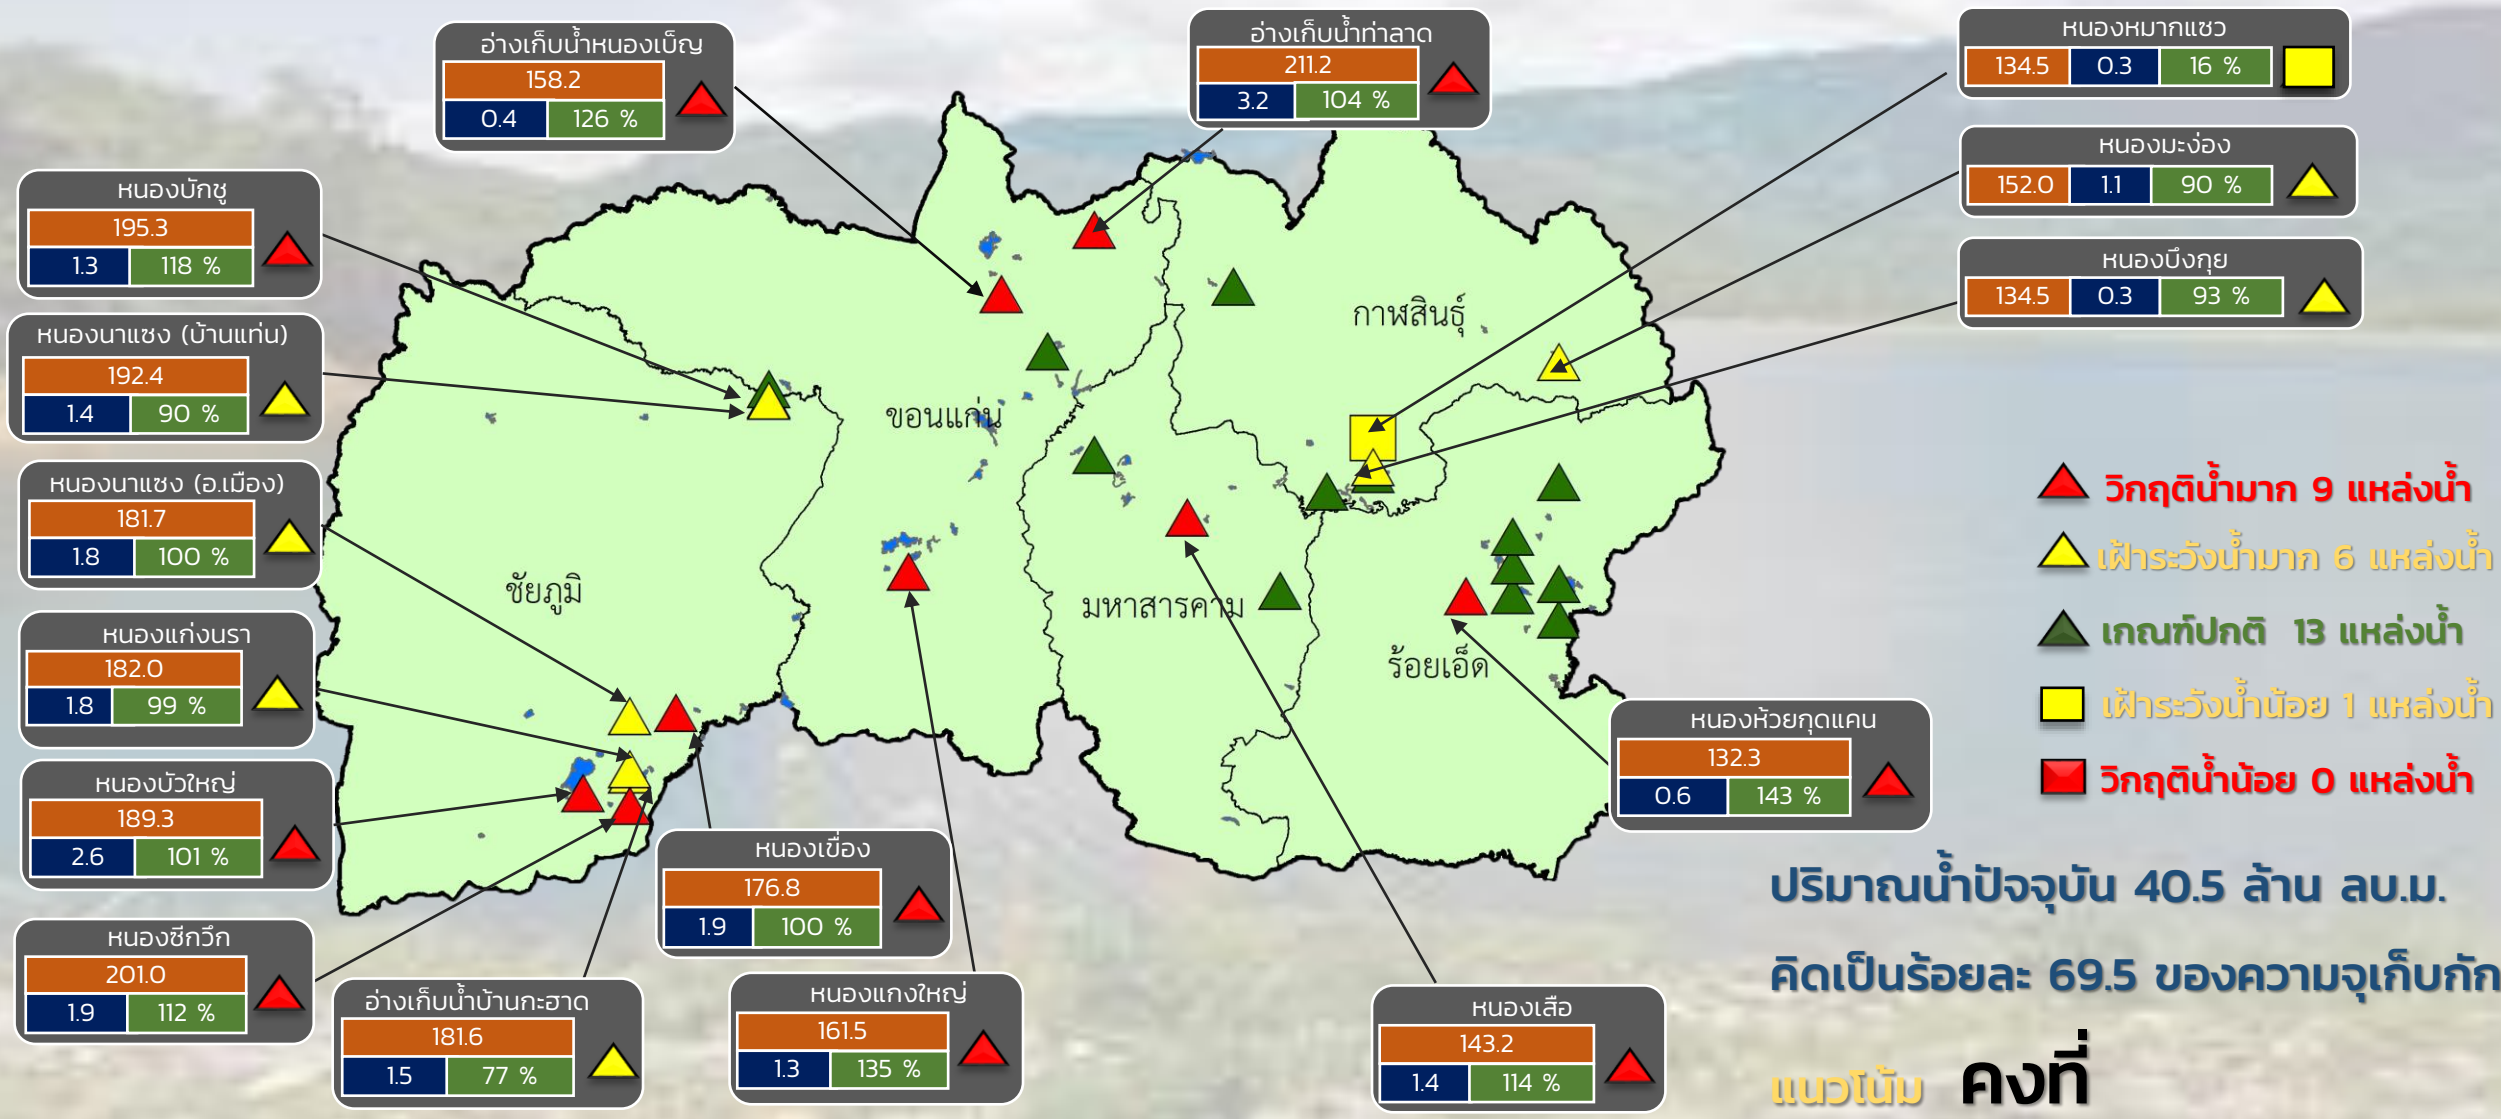 อ่างเก็บน้ำหนองเบ็ญ
158.2
0.4 126 %
อ่างเก็บน้ำท่าลาด
211.2
3.2 104 %
หนองหมากแซว
134.5 0.3 16 %
หนองมะง่อง
152.0 1.1 90 %
หนองบึงกุย
134.5 0.3 93 %
หนองบักชู
195.3
1.3 118 %
หนองนาแซง (บ้านแท่น)
192.4
1.4 90 %
หนองนาแซง (อ.เมือง)
181.7
1.8 100 %
หนองแก่งนรา
182.0
1.8 99 %
หนองบัวใหญ่
189.3
2.6 101 %
หนองซีกวึก
201.0
1.9 112 %
อ่างเก็บน้ำบ้านกะฮาด
181.6
1.5 77 %
หนองเขื่อง
176.8
1.9 100 %
หนองแกงใหญ่
161.5
1.3 135 %
หนองเสือ
143.2
1.4 114 %
หนองห้วยกุดแคน
132.3
0.6 143 %
กาฬสินธุ์
ขอนแก่น
ชัยภูมิ
มหาสารคาม
ร้อยเอ็ด
วิกฤติน้ำมาก 9 แหล่งน้ำ
เฝ้าระวังน้ำมาก 6 แหล่งน้ำ
เกณฑ์ปกติ 13 แหล่งน้ำ
เฝ้าระวังน้ำน้อย 1 แหล่งน้ำ
วิกฤติน้ำน้อย 0 แหล่งน้ำ
ปริมาณน้ำปัจจุบัน 40.5 ล้าน ลบ.ม.
คิดเป็นร้อยละ 69.5 ของความจุเก็บกัก
แนวโน้ม คงที่